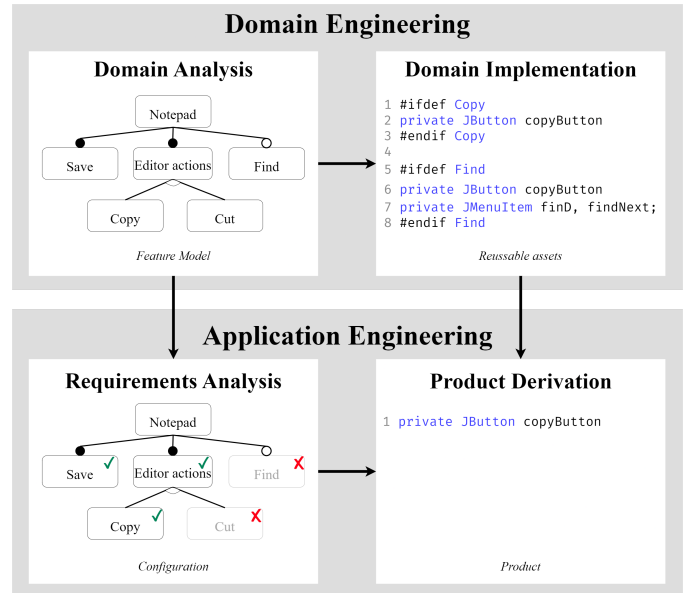 Domain Engineering
Domain Analysis
Notepad
Save
Editor actions
Find
Copy
Cut
Feature Model
Domain Implementation
1 #ifdef Copy
2 private JButton copyButton
3 #endif Copy
4
5 #ifdef Find
6 private JButton copyButton
7 private JMenuItem finD, findNext;
8 #endif Find
Reussable assets
Application Engineering
Requirements Analysis
Notepad
Save
Editor actions
Find
Copy
Cut
Configuration
Product Derivation
1 private JButton copyButton
Product